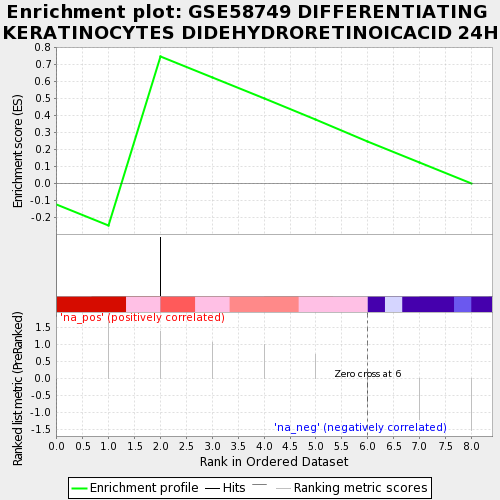 Enrichment plot: GSE58749 DIFFERENTIATING
KERATINOCYTES DIDEHYDRORETINOICACID 24H
Enrichment score (ES)
0.8
0.7
0.6
0.5
0.4
0.3
0.2
0.1
0.0
-0.1
-0.2
'na_pos' (positively correlated)
Ranked list metric (PreRanked)
1.5
1.0
0.5
0.0
-0.5
-1.0
-1.5
Zero cross at 6
'na_neg' (negatively correlated)
0.0 0.5 1.0 1.5 2.0 2.5 3.0 3.5 4.0 4.5 5.0 5.5 6.0 6.5 7.0 7.5 8.0
Rank in Ordered Dataset
Enrichment profile Hits Ranking metric scores